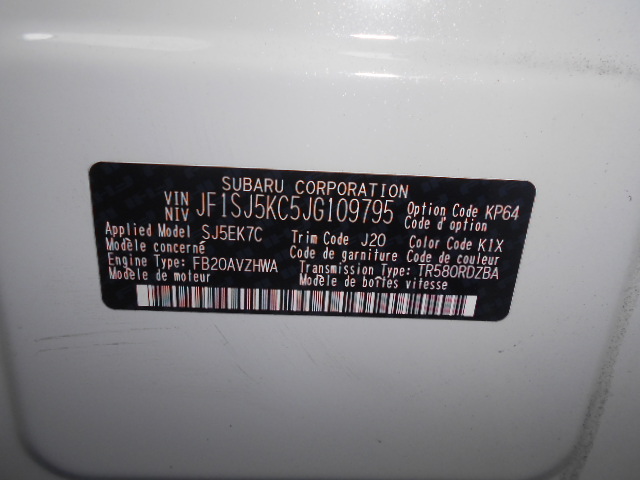 SUBARU CORPORATION
VIN NIV JF1SJ5KC5JG109795 Option Code KP64
Code d'option
Applied Model SJ5EK7C Trim Code J20 Color Code K1X
Modèle concerné Code de garniture Code de couleur
Engine Type: FB20AVZHWA Transmission Type: TR580RDZBA
Modèle de moteur Modèle de boîtes vitesse